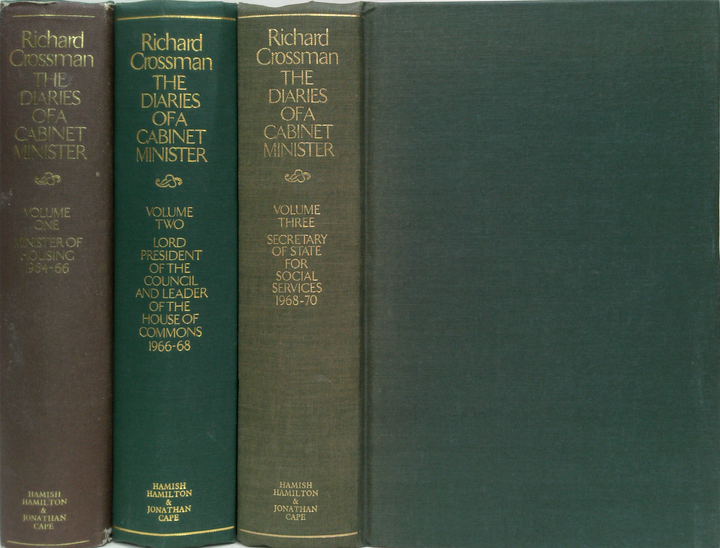 Richard
Crossman
THE
DIARIES
OF A
CABINET
MINISTER
VOLUME
ONE
MINISTER OF
HOUSING
1964-66
HAMISH
HAMILTON
&
JONATHAN
CAPE
Richard
Crossman
THE
DIARIES
OF A
CABINET
MINISTER
VOLUME
TWO
LORD
PRESIDENT
OF THE
COUNCIL
AND LEADER
OF THE
HOUSE OF
COMMONS
1966-68
HAMISH
HAMILTON
&
JONATHAN
CAPE
Richard
Crossman
THE
DIARIES
OF A
CABINET
MINISTER
VOLUME
THREE
SECRETARY
OF STATE
FOR
SOCIAL
SERVICES
1968-70
HAMISH
HAMILTON
&
JONATHAN
CAPE